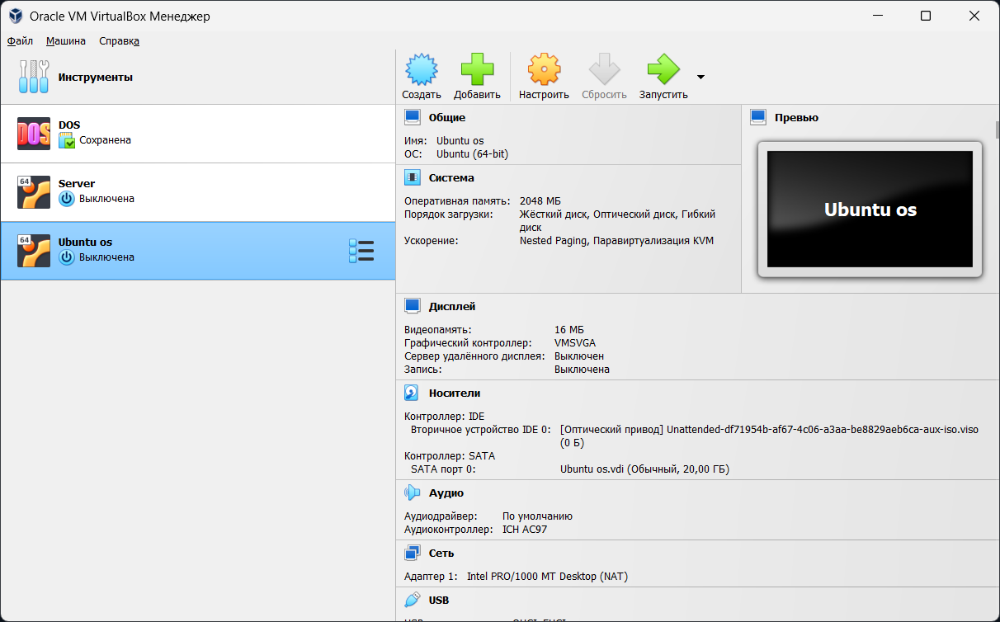 Oracle VM VirtualBox Менеджер
Файл Машина Справка
Инструменты
DOS
Сохранена
64
Server
Выключена
64
Ubuntu os
Выключена
Создать Добавить Настроить Сбросить Запустить
Общие
Имя: Ubuntu os
ОС: Ubuntu (64-bit)
Система
Оперативная память: 2048 МБ
Порядок загрузки: Жёсткий диск, Оптический диск, Гибкий
диск
Ускорение: Nested Paging, Паравиртуализация KVM
Превью
Ubuntu os
Дисплей
Видеопамять: 16 МБ
Графический контроллер: VMSVGA
Сервер удалённого дисплея: Выключен
Запись: Выключена
Носители
Контроллер: IDE
Вторичное устройство IDE 0: [Оптический привод] Unattended-df71954b-af67-4c06-a3aa-be8829aeb6ca-aux-iso.viso
(0 Б)
Контроллер: SATA
SATA порт 0: Ubuntu os.vdi (Обычный, 20,00 ГБ)
Аудио
Аудиодрайвер: По умолчанию
Аудиоконтроллер: ICH AC97
Сеть
Адаптер 1: Intel PRO/1000 MT Desktop (NAT)
USB